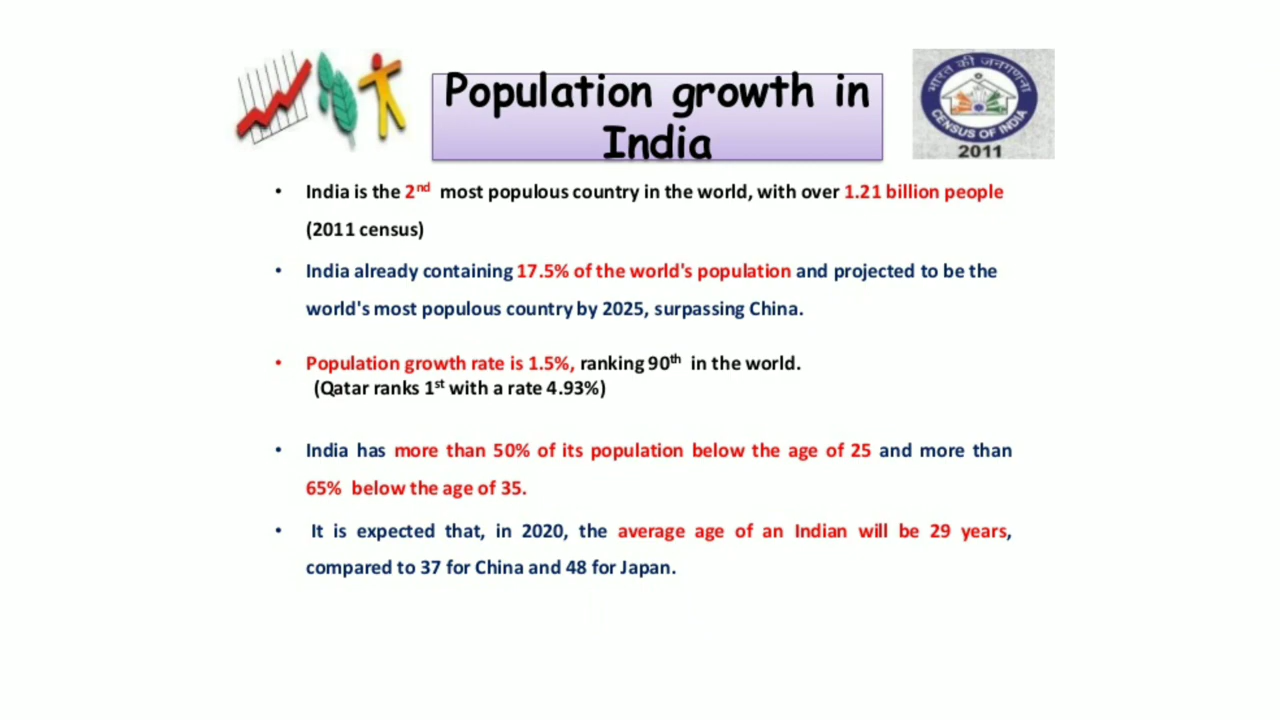 Population growth in
India
भारत की जनगणना
CENSUS OF INDIA
2011
• India is the 2nd most populous country in the world, with over 1.21 billion people
(2011 census)
• India already containing 17.5% of the world's population and projected to be the
world's most populous country by 2025, surpassing China.
• Population growth rate is 1.5%, ranking 90th in the world.
(Qatar ranks 1st with a rate 4.93%)
• India has more than 50% of its population below the age of 25 and more than
65% below the age of 35.
• It is expected that, in 2020, the average age of an Indian will be 29 years,
compared to 37 for China and 48 for Japan.